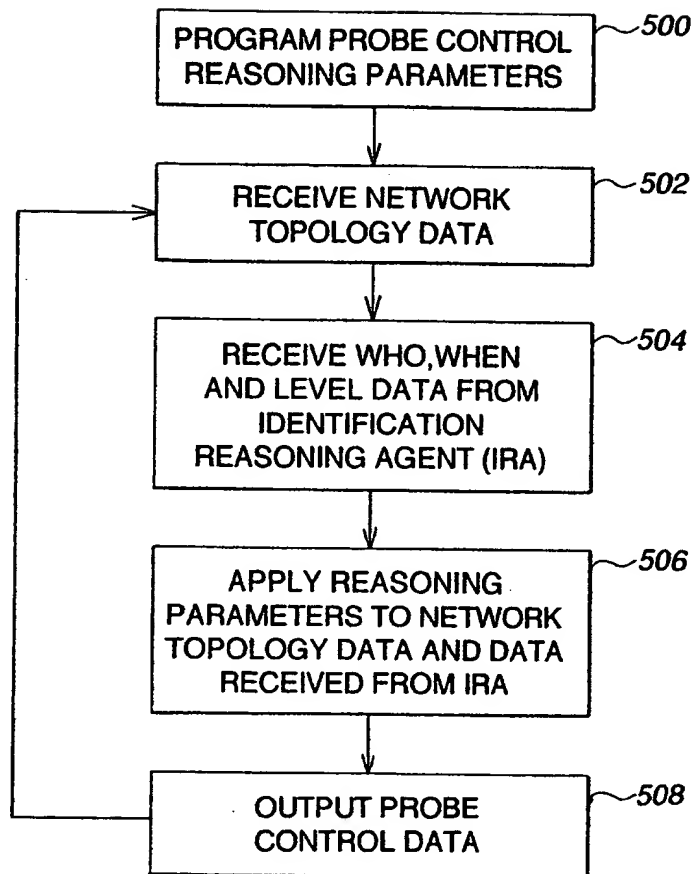 PROGRAM PROBE CONTROL
REASONING PARAMETERS
500
RECEIVE NETWORK
TOPOLOGY DATA
502
RECEIVE WHO,WHEN
AND LEVEL DATA FROM
IDENTIFICATION
REASONING AGENT (IRA)
504
APPLY REASONING
PARAMETERS TO NETWORK
TOPOLOGY DATA AND DATA
RECEIVED FROM IRA
506
OUTPUT PROBE
CONTROL DATA
508